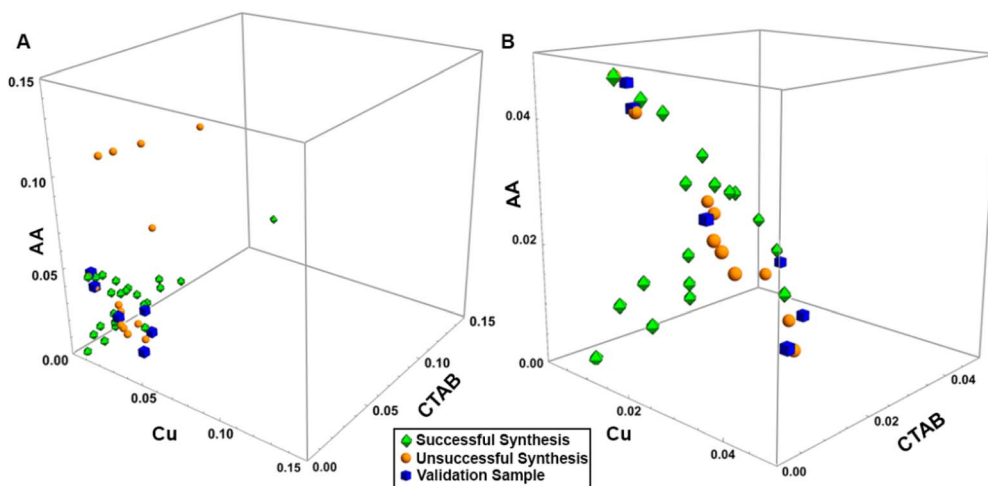 A
0.15
0.10
AA
0.05
0.00
0.05
Cu
0.10
0.15
0.00
0.05
CTAB
0.10
0.15
B
0.04
AA
0.02
0.00
0.02
Cu
0.04
0.00
0.02
CTAB
0.04
Successful Synthesis
Unsuccessful Synthesis
Validation Sample